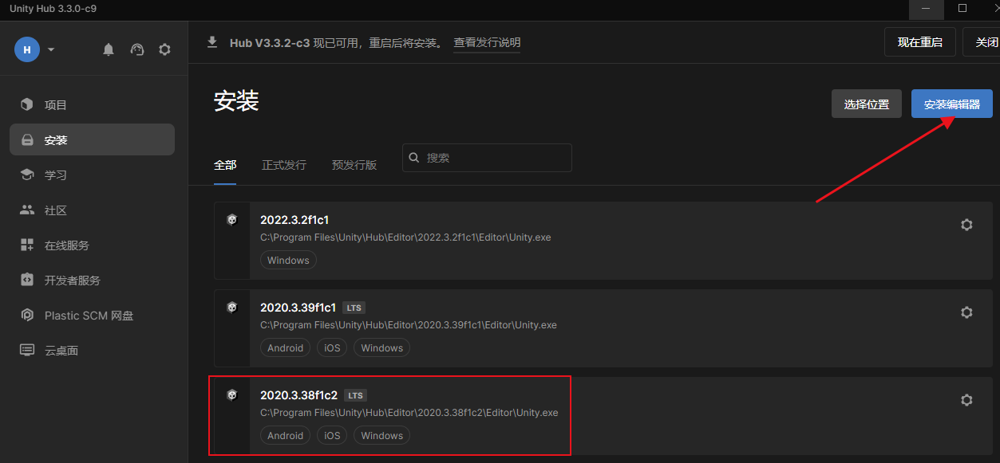 Unity Hub 3.3.0-c9
H
Hub V3.3.2-c3 现已可用，重启后将安装。 查看发行说明
现在重启
关闭
项目
安装
学习
社区
在线服务
开发者服务
Plastic SCM 网盘
云桌面
安装
选择位置
安装编辑器
全部
正式发行
预发行版
搜索
2022.3.2f1c1
C:\Program Files\Unity\Hub\Editor\2022.3.2f1c1\Editor\Unity.exe
Windows
2020.3.39f1c1 LTS
C:\Program Files\Unity\Hub\Editor\2020.3.39f1c1\Editor\Unity.exe
Android iOS Windows
2020.3.38f1c2 LTS
C:\Program Files\Unity\Hub\Editor\2020.3.38f1c2\Editor\Unity.exe
Android iOS Windows